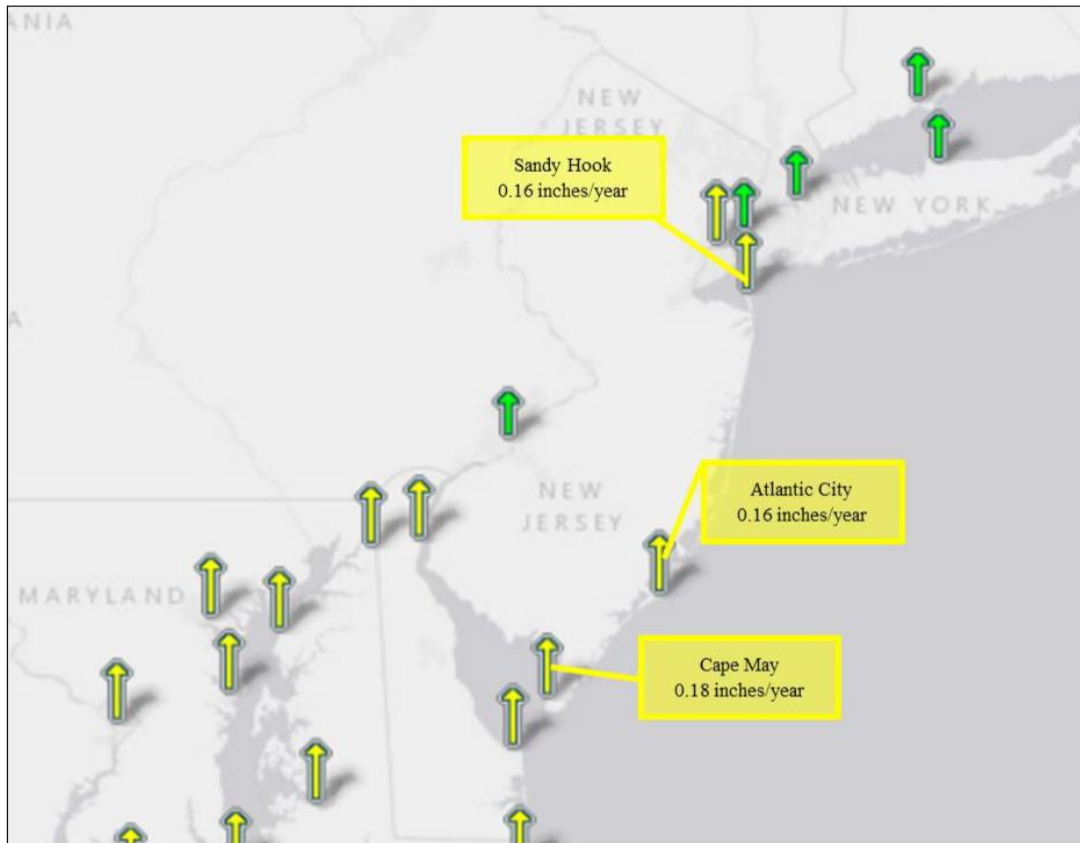 ANIA
NEW
JERSEY
Sandy Hook
0.16 inches/year
NEW YORK
A
Atlantic City
0.16 inches/year
NEW
JERSEY
MARYLAND
Cape May
0.18 inches/year